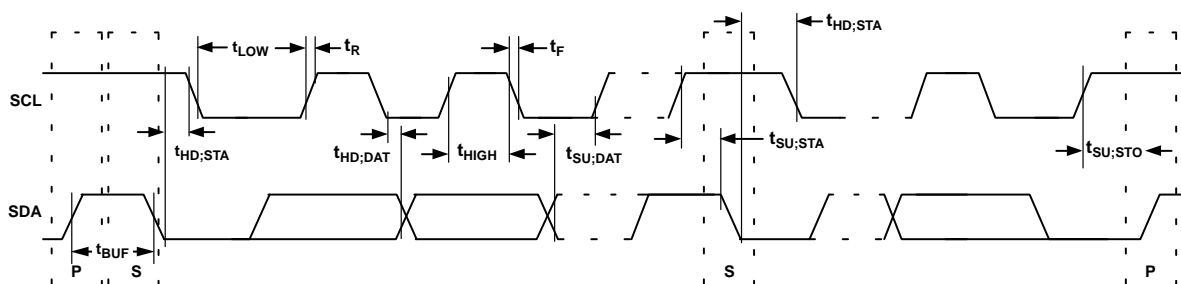 tHD;STA
tLOW
tR
tF
SCL
tHD;STA
tHD;DAT
tHIGH
tSU;DAT
tSU;STA
tSU;STO
SDA
tBUF
P
S
S
P